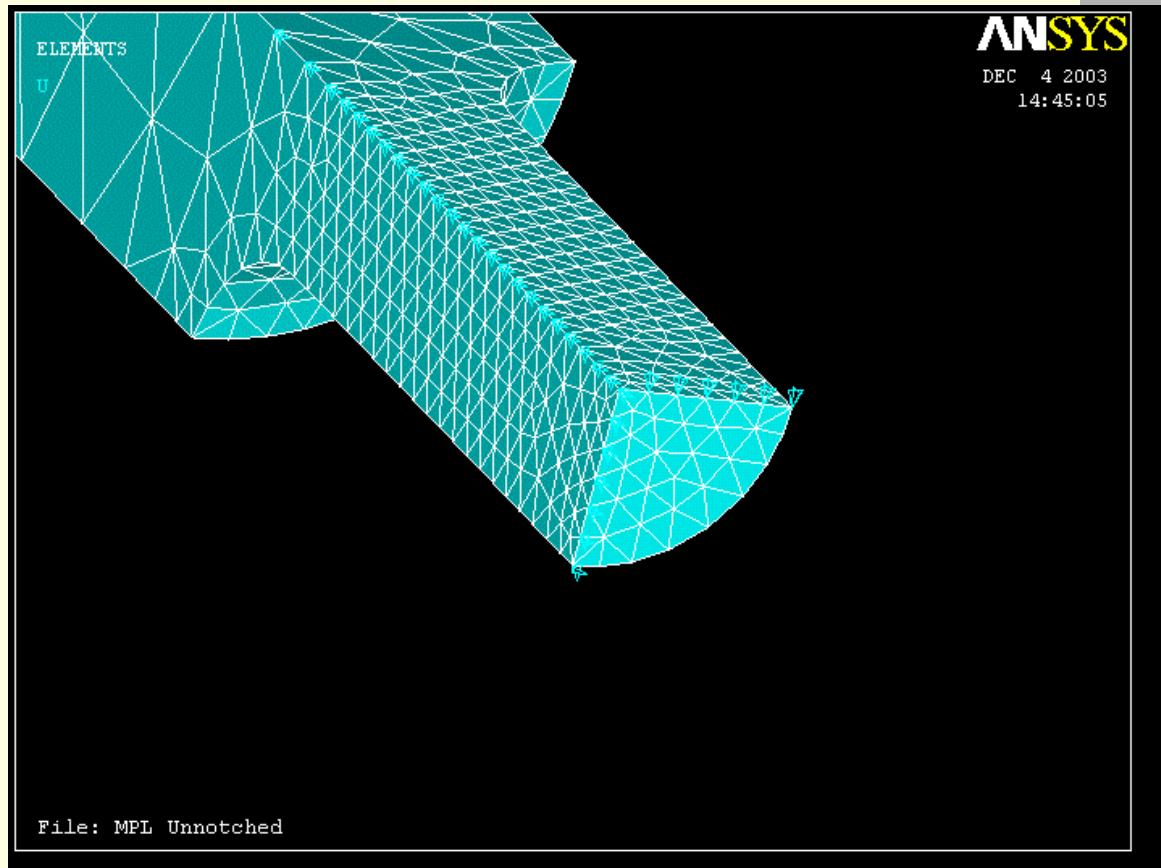 ELEMENTS
U
ANSYS
DEC 4 2003
14:45:05
File: MPL Unnotched